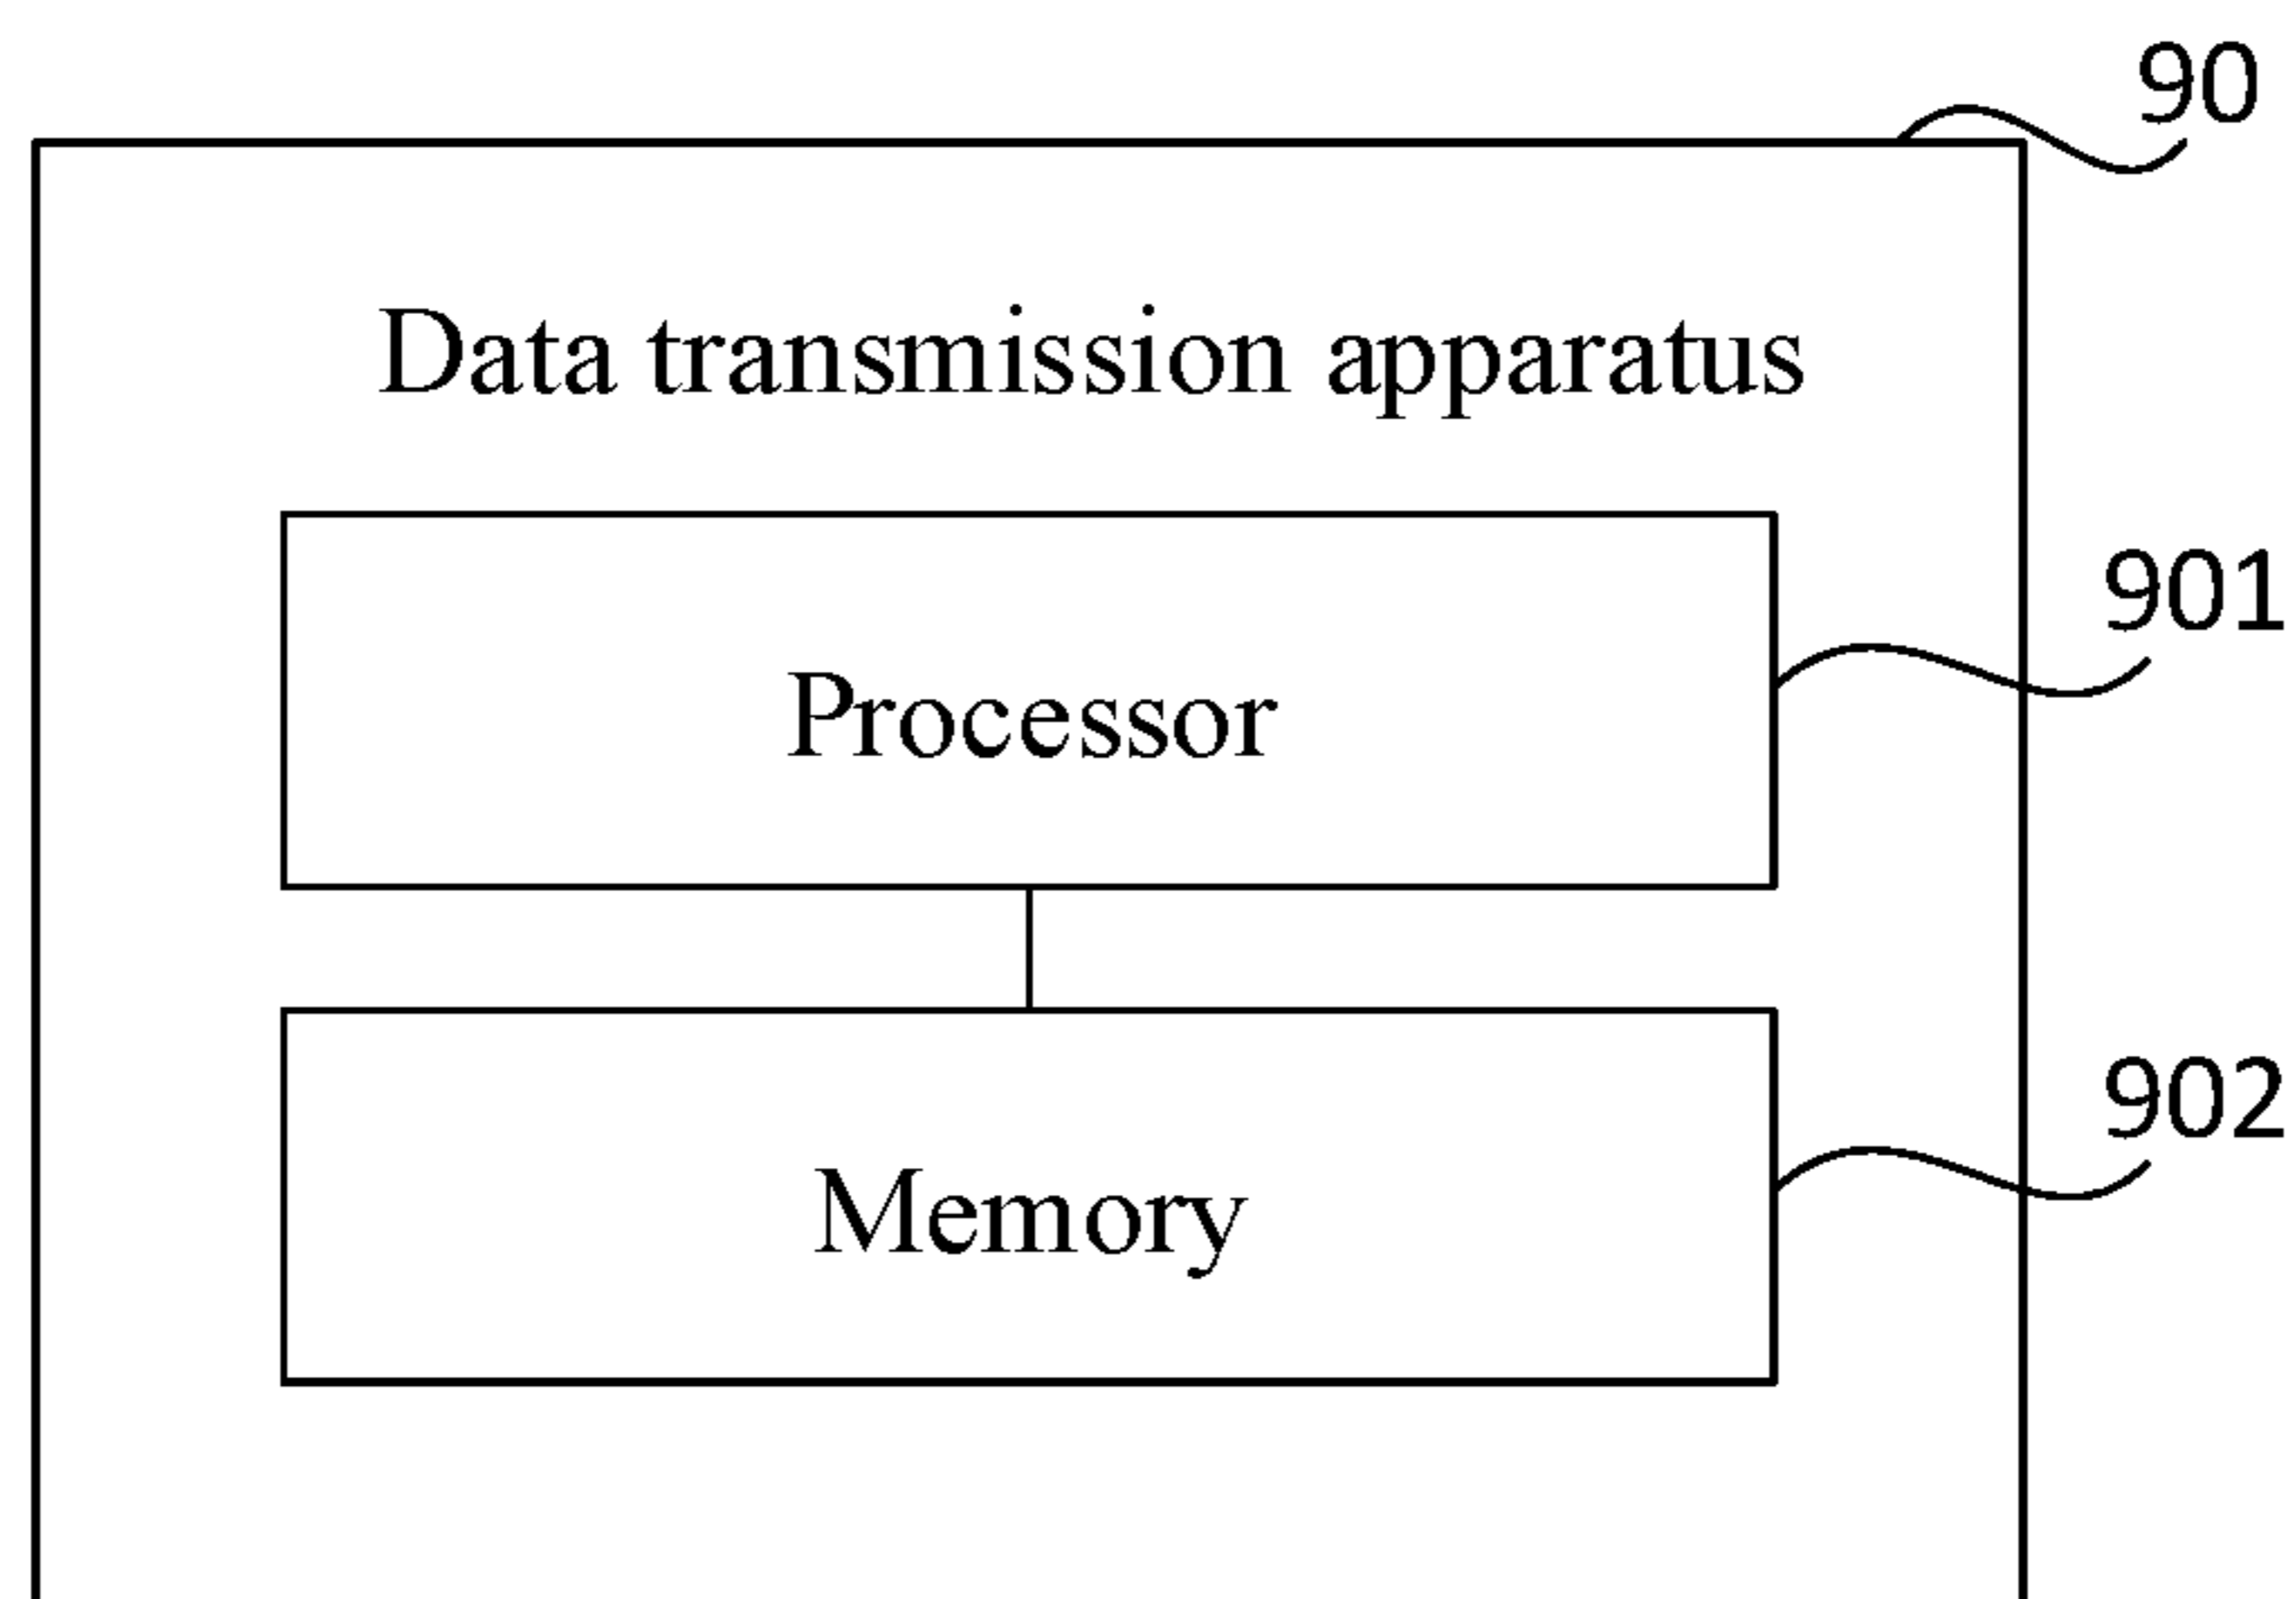 90
Data transmission apparatus
901
Processor
902
Memory